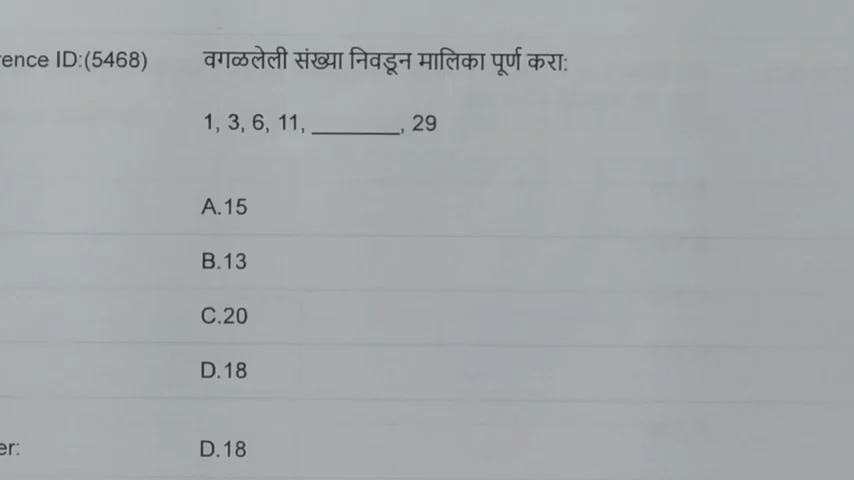 ence ID:(5468) वगळलेली संख्या निवडून मालिका पूर्ण करा:
1, 3, 6, 11, ________, 29
A.15
B.13
C.20
D.18
er: D.18